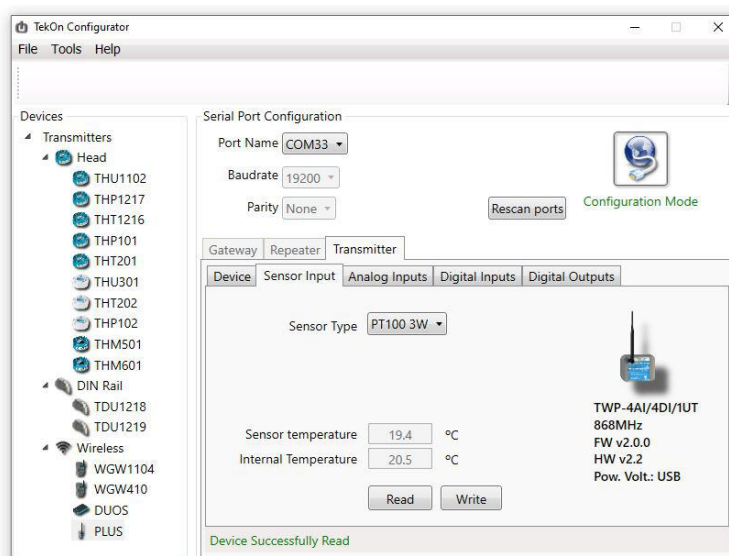 TekOn Configurator
File Tools Help
Devices
Transmitters
Head
THU1102
THP1217
THT1216
THP101
THT201
THU301
THT202
THP102
THM501
THM601
DIN Rail
TDU1218
TDU1219
Wireless
WGW1104
WGW410
DUOS
PLUS
Serial Port Configuration
Port Name COM33
Baudrate 19200
Parity None
Rescan ports
Configuration Mode
Gateway Repeater Transmitter
Device Sensor Input Analog Inputs Digital Inputs Digital Outputs
Sensor Type PT100 3W
TWP-4AI/4DI/1UT
868MHz
FW v2.0.0
HW v2.2
Pow. Volt.: USB
Sensor temperature 19.4 ºC
Internal Temperature 20.5 ºC
Read Write
Device Successfully Read